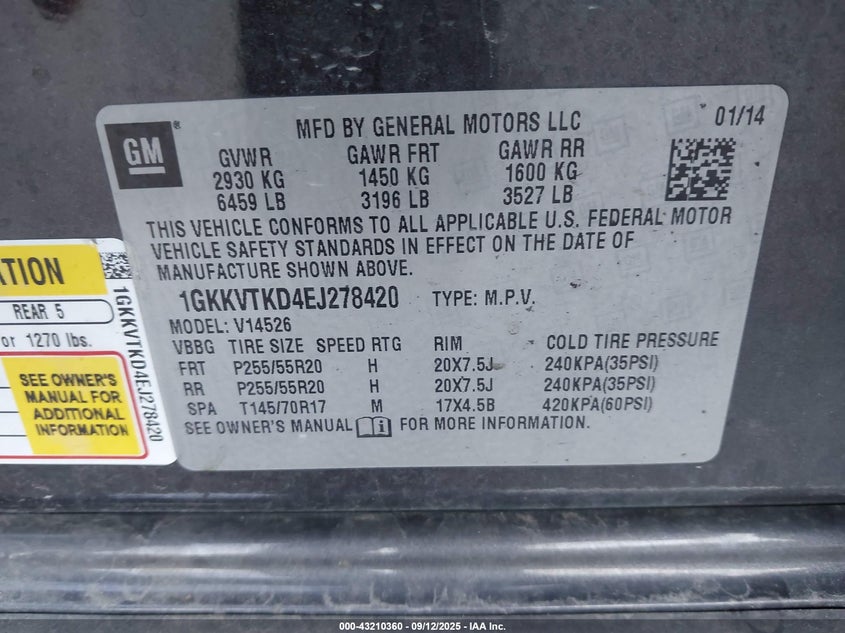 GM
MFD BY GENERAL MOTORS LLC
01/14
GVWR GAWR FRT GAWR RR
2930 KG 1450 KG 1600 KG
6459 LB 3196 LB 3527 LB
THIS VEHICLE CONFORMS TO ALL APPLICABLE U.S. FEDERAL MOTOR
VEHICLE SAFETY STANDARDS IN EFFECT ON THE DATE OF
MANUFACTURE SHOWN ABOVE.
1GKKVTKD4EJ278420 TYPE: M.P.V.
MODEL: V14526
VBBG TIRE SIZE SPEED RTG RIM COLD TIRE PRESSURE
FRT P255/55R20 H 20X7.5J 240KPA(35PSI)
RR P255/55R20 H 20X7.5J 240KPA(35PSI)
SPA T145/70R17 M 17X4.5B 420KPA(60PSI)
SEE OWNER'S MANUAL i FOR MORE INFORMATION.
REAR 5
or 1270 lbs.
SEE OWNER'S
MANUAL FOR
ADDITIONAL
INFORMATION
1GKKVTKD4EJ278420
000-43210360 - 09/12/2025 - IAA Inc.